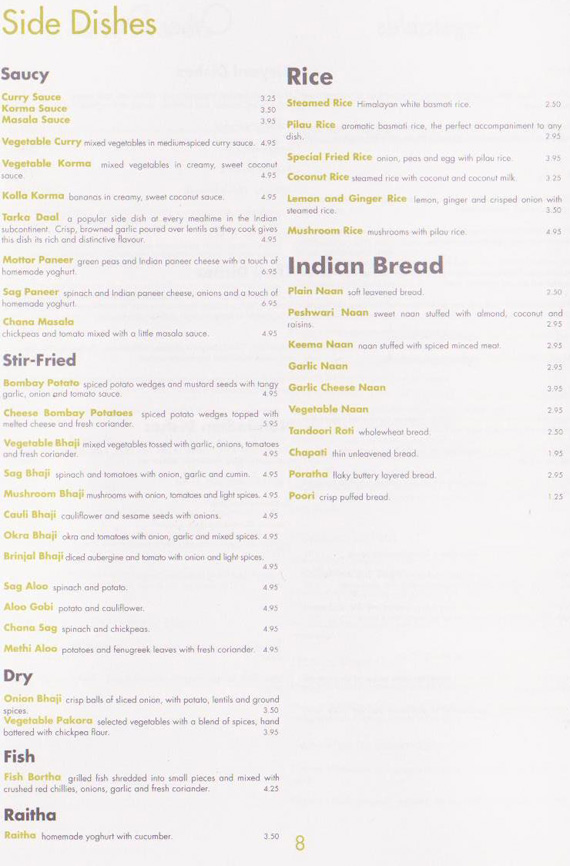 Side Dishes
Saucy
Curry Sauce 3.25
Korma Sauce 3.50
Masala Sauce 3.95
Vegetable Curry mixed vegetables in medium-spiced curry sauce. 4.95
Vegetable Korma mixed vegetables in creamy, sweet coconut
sauce. 4.95
Kolla Korma bananas in creamy, sweet coconut sauce. 4.95
Tarka Daal a popular side dish at every mealtime in the Indian
subcontinent. Crisp, browned garlic poured over lentils as they cook gives
this dish its rich and distinctive flavour. 4.95
Mottor Paneer green peas and Indian paneer cheese with a touch of
homemade yoghurt. 6.95
Sag Paneer spinach and Indian paneer cheese, onions and a touch of
homemade yoghurt. 6.95
Chana Masala
chickpeas and tomato mixed with a little masala sauce. 4.95
Stir-Fried
Bombay Potato spiced potato wedges and mustard seeds with tangy
garlic, onion and tomato sauce. 4.95
Cheese Bombay Potatoes spiced potato wedges topped with
melted cheese and fresh coriander. 5.95
Vegetable Bhaji mixed vegetables tossed with garlic, onions, tomatoes
and fresh coriander. 4.95
Sag Bhaji spinach and tomatoes with onion, garlic and cumin. 4.95
Mushroom Bhaji mushrooms with onion, tomatoes and light spices. 4.95
Cauli Bhaji cauliflower and sesame seeds with onions. 4.95
Okra Bhaji okra and tomatoes with onion, garlic and mixed spices. 4.95
Brinjal Bhaji diced aubergine and tomato with onion and light spices.
4.95
Sag Aloo spinach and potato. 4.95
Aloo Gobi potato and cauliflower. 4.95
Chana Sag spinach and chickpeas. 4.95
Methi Aloo potatoes and fenugreek leaves with fresh coriander. 4.95
Dry
Onion Bhaji crisp balls of sliced onion, with potato, lentils and ground
spices. 3.50
Vegetable Pakora selected vegetables with a blend of spices, hand
battered with chickpea flour. 3.95
Fish
Fish Bortha grilled fish shredded into small pieces and mixed with
crushed red chillies, onions, garlic and fresh coriander. 4.25
Raitha
Raitha homemade yoghurt with cucumber. 3.50
Rice
Steamed Rice Himalayan white basmati rice. 2.50
Pilau Rice aromatic basmati rice, the perfect accompaniment to any
dish. 2.95
Special Fried Rice onion, peas and egg with pilau rice. 3.95
Coconut Rice steamed rice with coconut and coconut milk. 3.25
Lemon and Ginger Rice lemon, ginger and crisped onion with
steamed rice. 3.50
Mushroom Rice mushrooms with pilau rice. 4.95
Indian Bread
Plain Naan soft leavened bread. 2.50
Peshwari Naan sweet naan stuffed with almond, coconut and
raisins. 2.95
Keema Naan naan stuffed with spiced minced meat. 2.95
Garlic Naan 2.95
Garlic Cheese Naan 3.95
Vegetable Naan 2.95
Tandoori Roti wholewheat bread. 2.50
Chapati thin unleavened bread. 1.95
Poratha flaky buttery layered bread. 2.95
Poori crisp puffed bread. 1.25
8